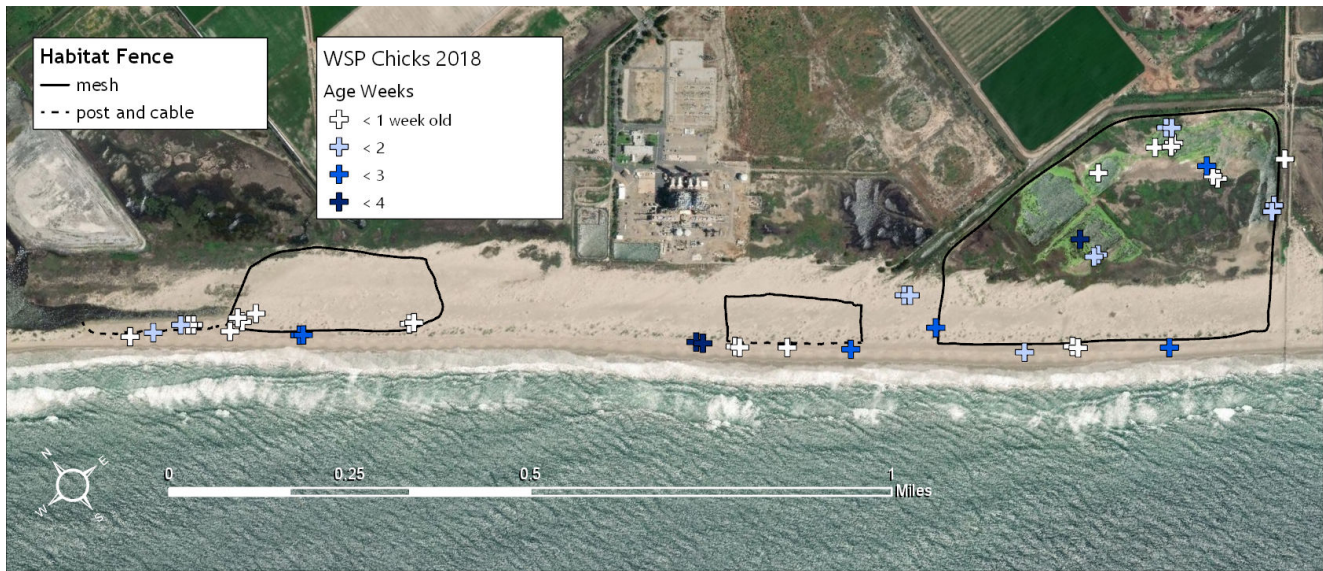 Habitat Fence
mesh
post and cable
WSP Chicks 2018
Age Weeks
< 1 week old
< 2
< 3
< 4
N
E
W
S
0
0.25
0.5
1
Miles